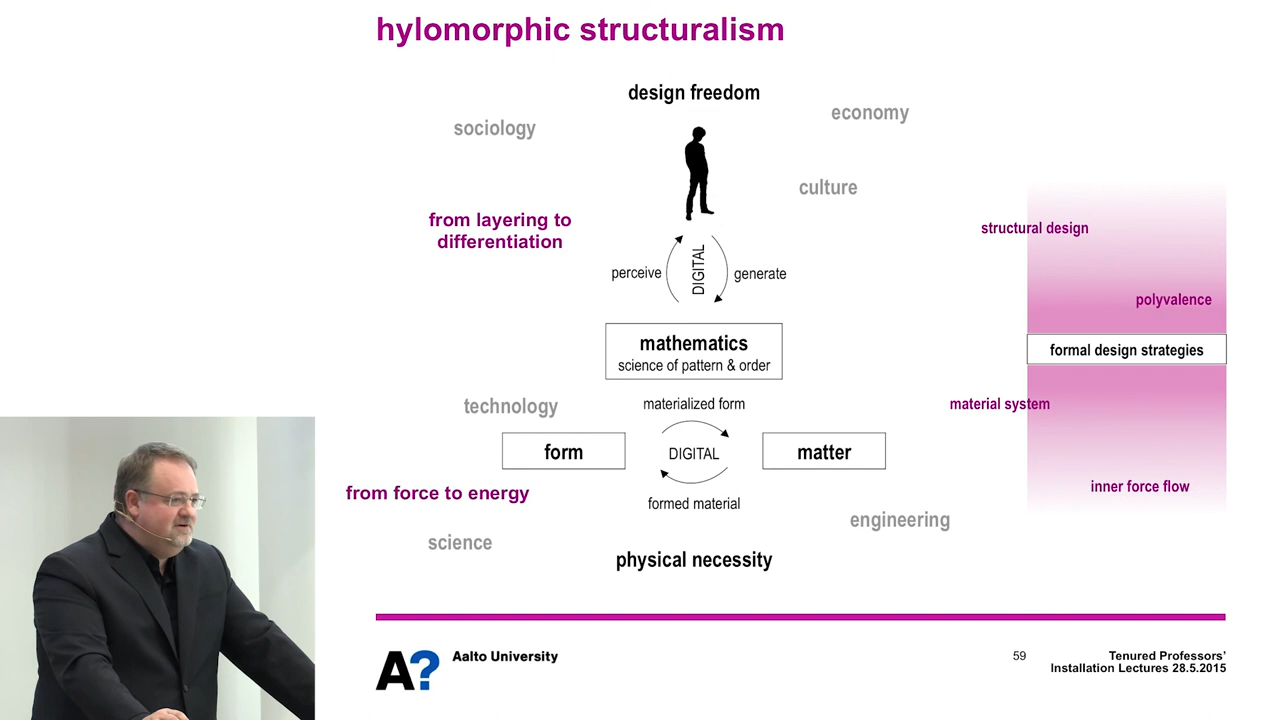 hylomorphic structuralism
design freedom
sociology
economy
culture
from layering to
differentiation
structural design
perceive
DIGITAL
generate
polyvalence
mathematics
science of pattern & order
formal design strategies
technology
materialized form
material system
form
DIGITAL
matter
from force to energy
formed material
inner force flow
engineering
science
physical necessity
A?
Aalto University
59
Tenured Professors'
Installation Lectures 28.5.2015